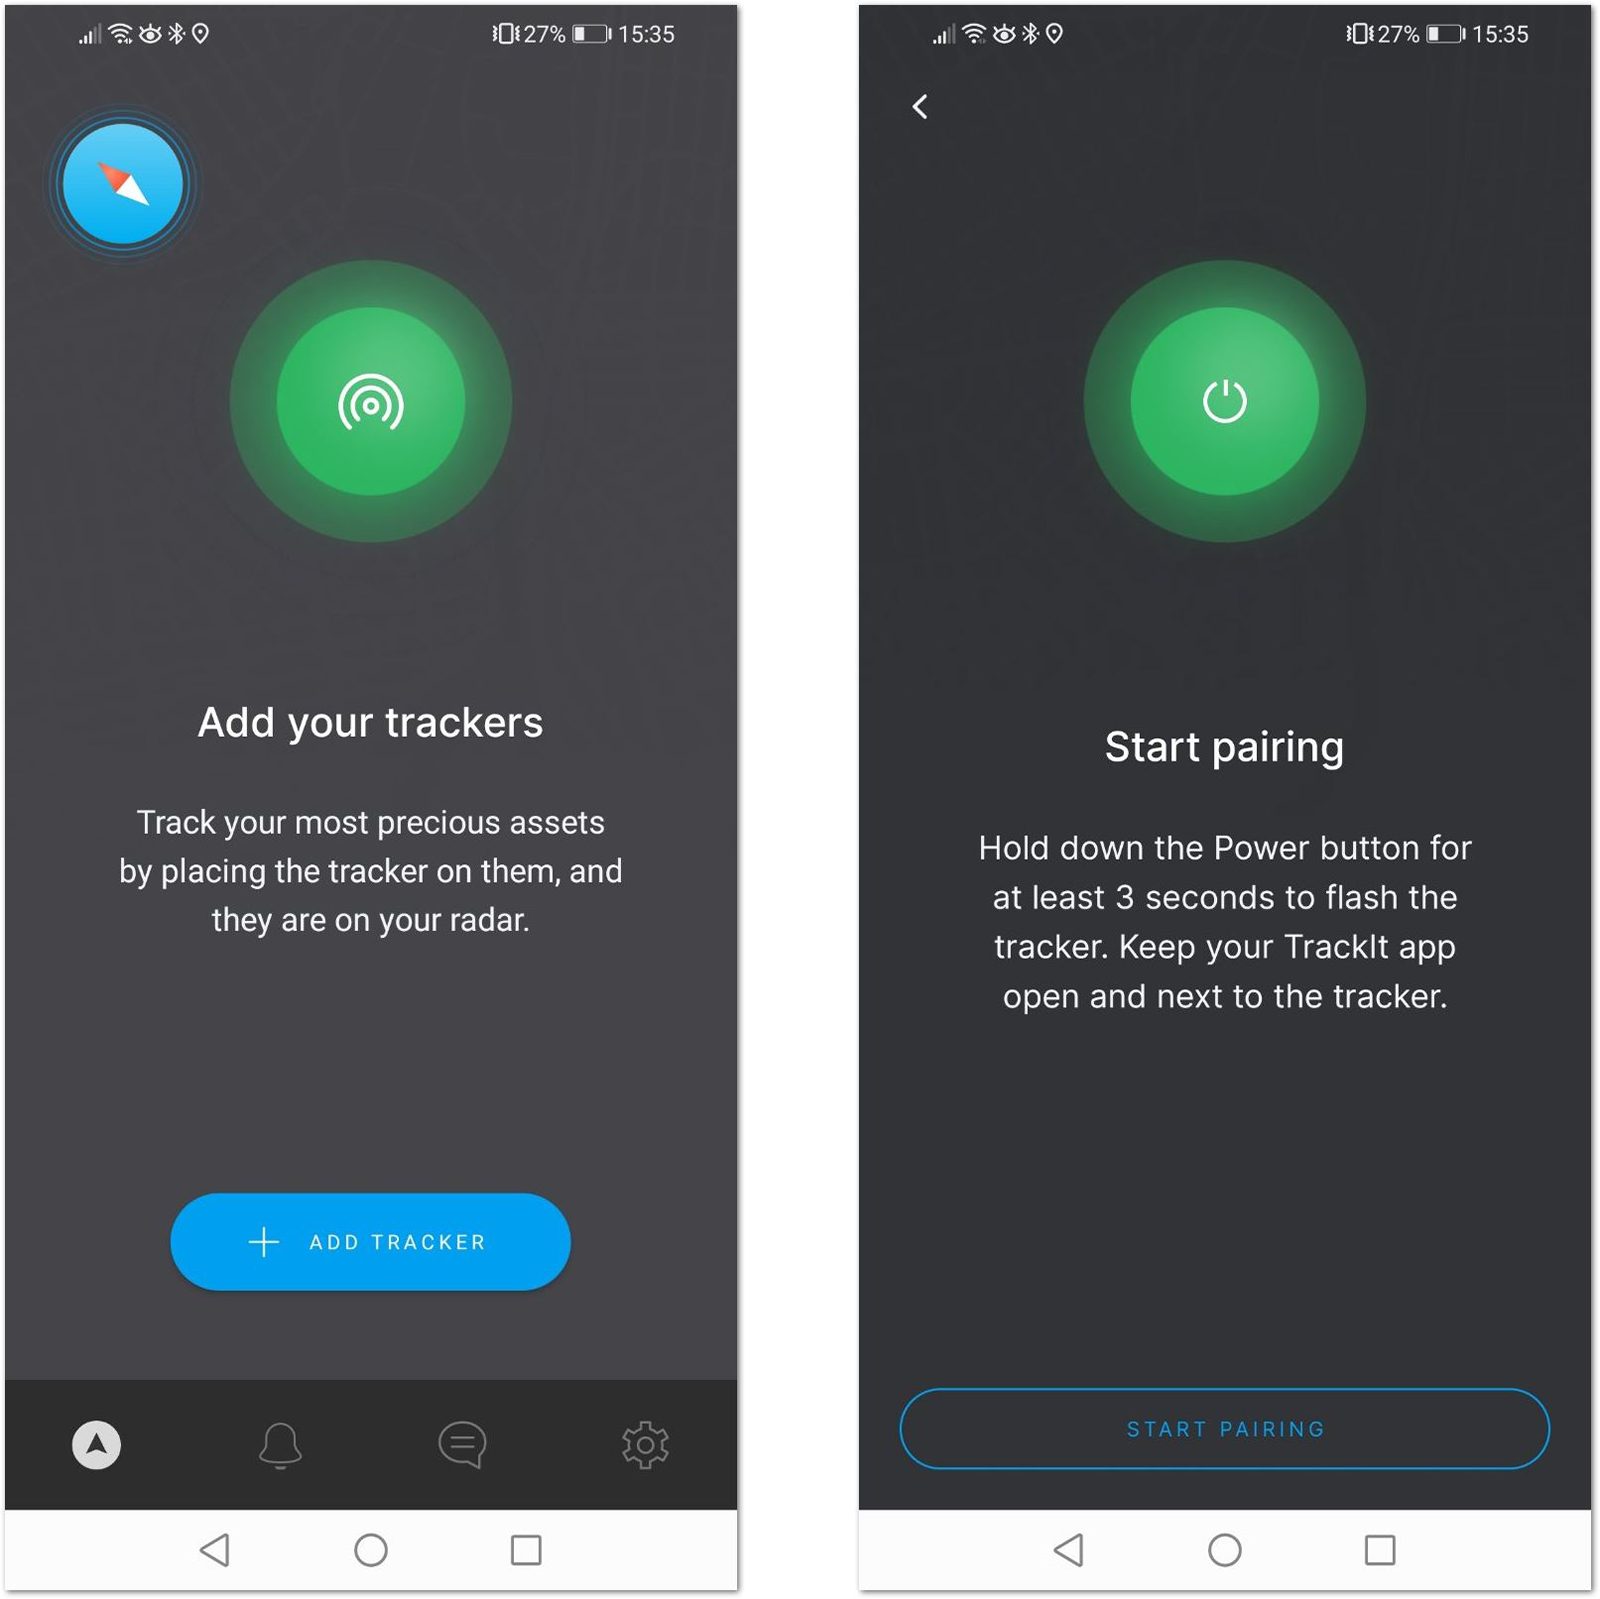 27% 15:35
Add your trackers
Track your most precious assets
by placing the tracker on them, and
they are on your radar.
ADD TRACKER
27% 15:35
Start pairing
Hold down the Power button for
at least 3 seconds to flash the
tracker. Keep your TrackIt app
open and next to the tracker.
START PAIRING